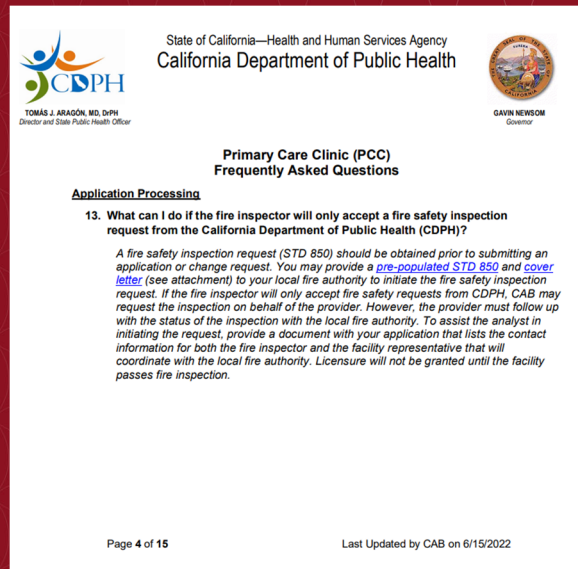 State of California—Health and Human Services Agency
California Department of Public Health
CDPH
TOMÁS J. ARAGÓN, MD, DrPH
Director and State Public Health Officer
GAVIN NEWSOM
Governor
Primary Care Clinic (PCC)
Frequently Asked Questions
Application Processing
13. What can I do if the fire inspector will only accept a fire safety inspection
request from the California Department of Public Health (CDPH)?
A fire safety inspection request (STD 850) should be obtained prior to submitting an
application or change request. You may provide a pre-populated STD 850 and cover
letter (see attachment) to your local fire authority to initiate the fire safety inspection
request. If the fire inspector will only accept fire safety requests from CDPH, CAB may
request the inspection on behalf of the provider. However, the provider must follow up
with the status of the inspection with the local fire authority. To assist the analyst in
initiating the request, provide a document with your application that lists the contact
information for both the fire inspector and the facility representative that will
coordinate with the local fire authority. Licensure will not be granted until the facility
passes fire inspection.
Page 4 of 15
Last Updated by CAB on 6/15/2022